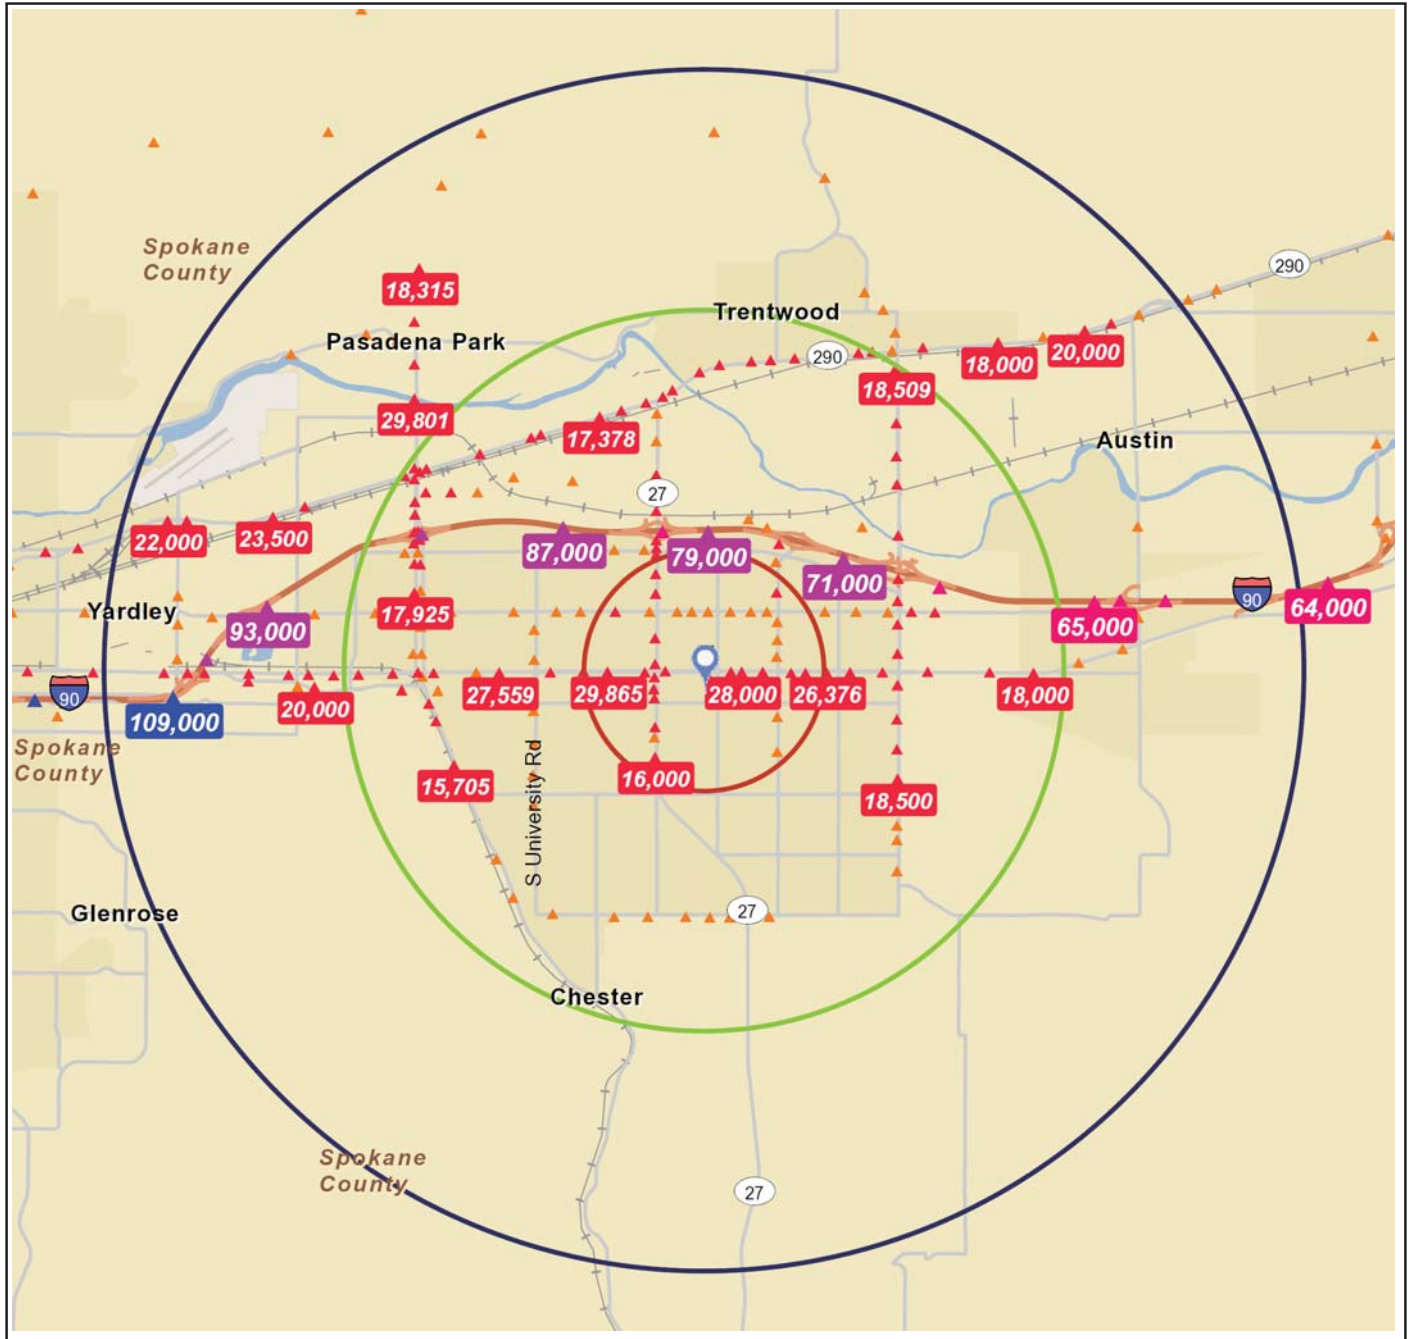 Spokane
County
290
18,315
Trentwood
Pasadena Park
290
20,000
18,000
18,509
29,801
17,378
Austin
27
22,000
23,500
87,000
79,000
71,000
90
64,000
Yardley
17,925
65,000
93,000
90
27,559
29,865
28,000
26,376
18,000
20,000
109,000
Spokane
County
15,705
16,000
18,500
S University Rd
Glenrose
27
Chester
Spokane
County
27